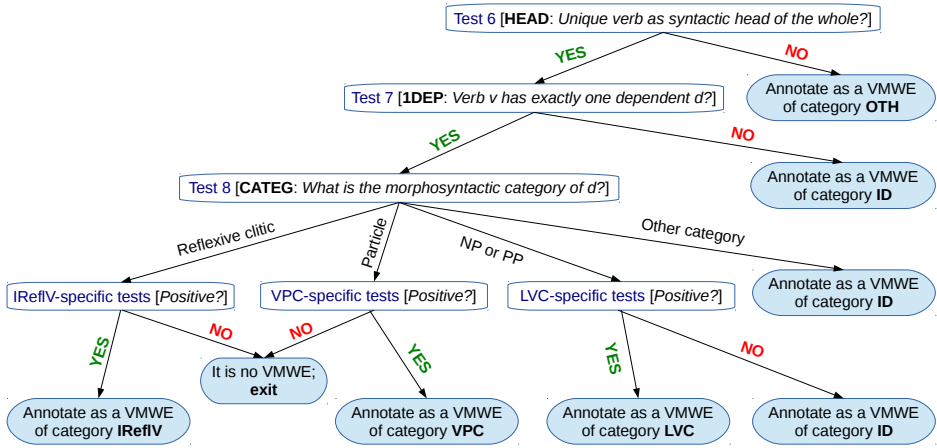 Test 6 [HEAD: Unique verb as syntactic head of the whole?]
YES
NO
Test 7 [1DEP: Verb v has exactly one dependent d?]
Annotate as a VMWE
of category OTH
YES
NO
Test 8 [CATEG: What is the morphosyntactic category of d?]
Annotate as a VMWE
of category ID
Reflexive clitic
Particle
NP or PP
Other category
IReflV-specific tests [Positive?]
VPC-specific tests [Positive?]
LVC-specific tests [Positive?]
Annotate as a VMWE
of category ID
YES
NO
NO
YES
YES
NO
It is no VMWE;
exit
Annotate as a VMWE
of category IReflV
Annotate as a VMWE
of category VPC
Annotate as a VMWE
of category LVC
Annotate as a VMWE
of category ID